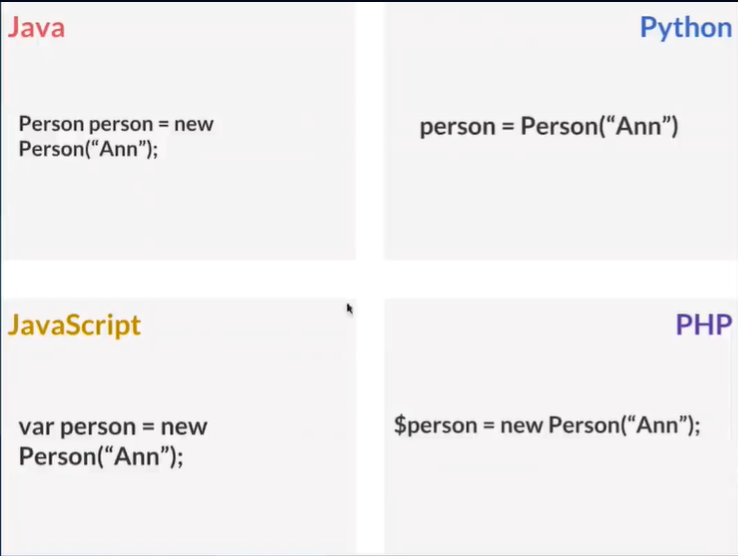 Java
Person person = new
Person(“Ann”);
Python
person = Person(“Ann”)
JavaScript
var person = new
Person(“Ann”);
PHP
$person = new Person(“Ann”);